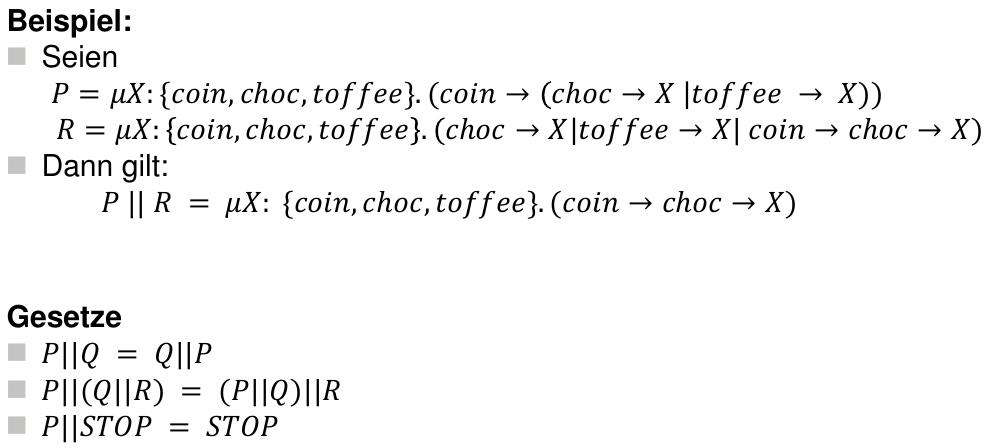 Beispiel:
Seien
P = μX: {coin, choc, toffee}. (coin → (choc → X |toffee → X))
R = μX: {coin, choc, toffee}. (choc → X|toffee → X| coin → choc → X)
Dann gilt:
P || R = μX: {coin, choc, toffee}. (coin → choc → X)
Gesetze
P||Q = Q||P
P||(Q||R) = (P||Q)||R
P||STOP = STOP